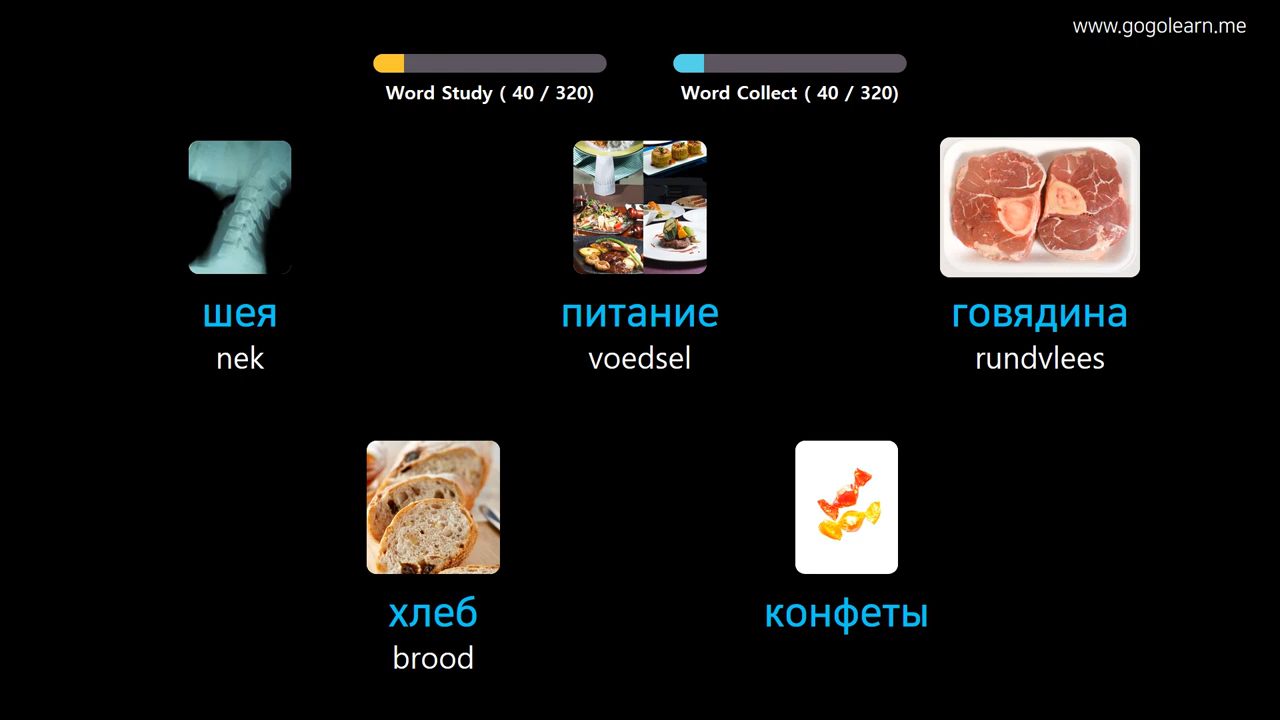 www.gogolearn.me
Word Study ( 40 / 320)
Word Collect ( 40 / 320)
шея
nek
питание
voedsel
говядина
rundvlees
хлеб
brood
конфеты